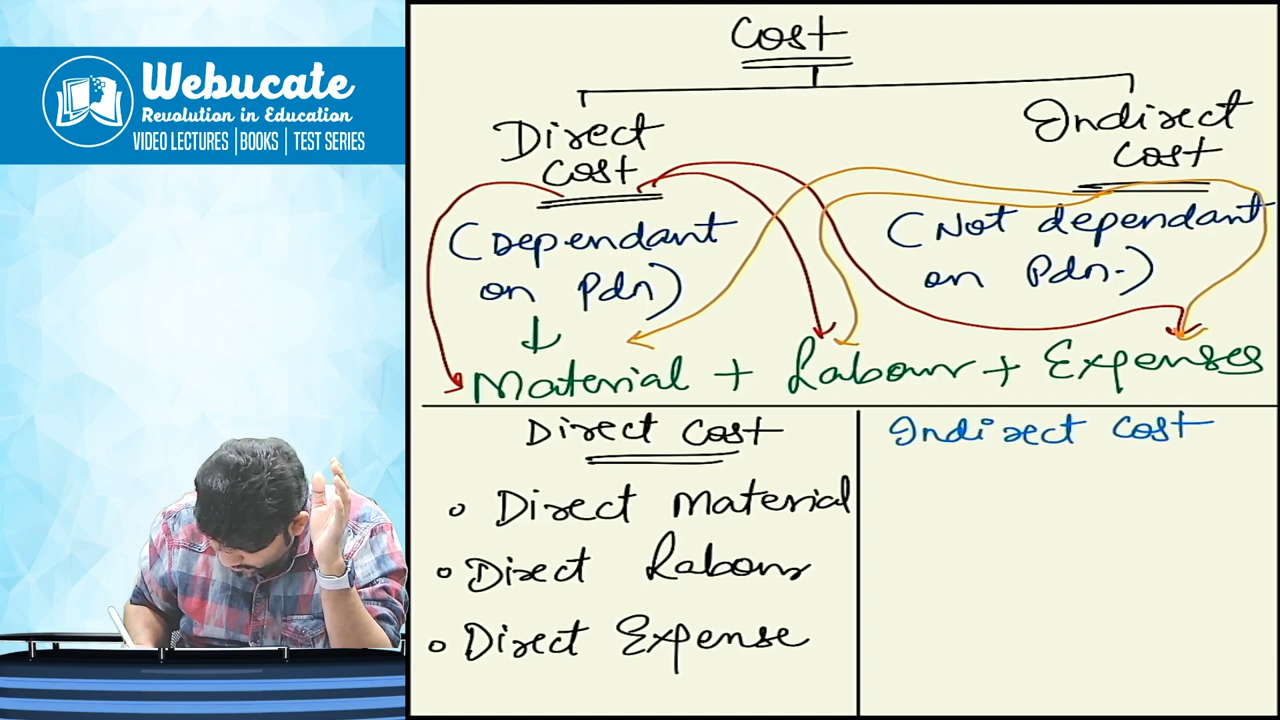 Webucate
Revolution in Education
VIDEO LECTURES | BOOKS | TEST SERIES
Cost
Direct Cost
Indirect Cost
(Dependant on Pdn)
(Not dependant on Pdn.)
Material + Labour + Expenses
Direct Cost
• Direct Material
• Direct Labour
• Direct Expense
Indirect Cost